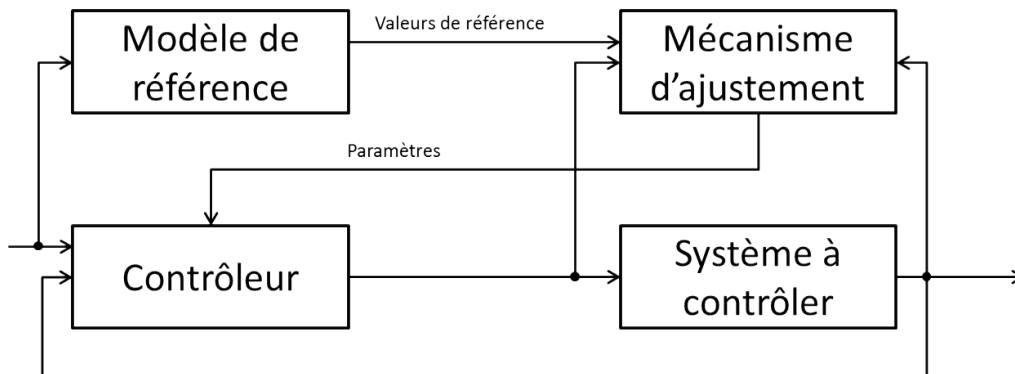 Modèle de
référence
Valeurs de référence
Mécanisme
d’ajustement
Paramètres
Contrôleur
Système à
contrôler